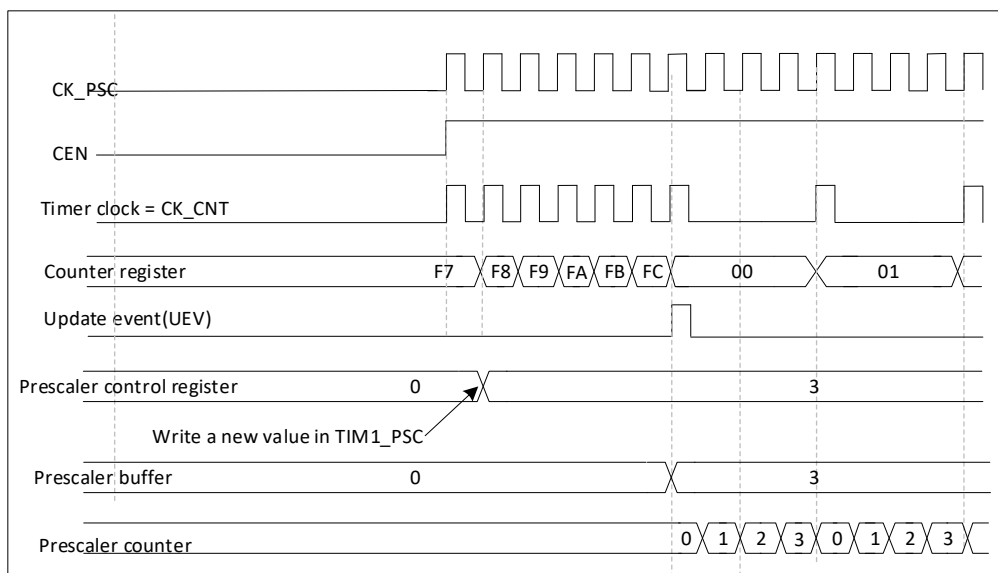 CK_PSC
CEN
Timer clock = CK_CNT
Counter register F7 F8 F9 FA FB FC 00 01
Update event(UEV)
Prescaler control register 0 3
Write a new value in TIM1_PSC
Prescaler buffer 0 3
Prescaler counter 0 1 2 3 0 1 2 3